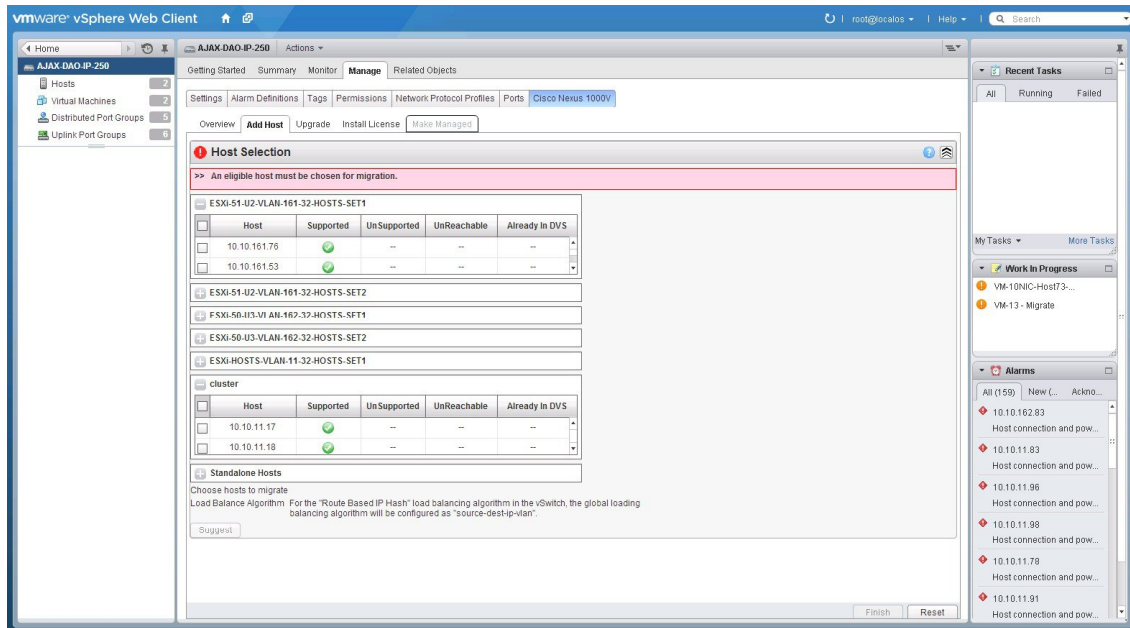 vmware® vSphere Web Client
root@localos
Help
Search
Home
AJAX-DAO-IP-250
Hosts 2
Virtual Machines 2
Distributed Port Groups 5
Uplink Port Groups 6
AJAX-DAO-IP-250 Actions
Getting Started Summary Monitor Manage Related Objects
Settings Alarm Definitions Tags Permissions Network Protocol Profiles Ports Cisco Nexus 1000V
Overview Add Host Upgrade Install License Make Managed
Host Selection
>> An eligible host must be chosen for migration.
ESXi-51-U2-VLAN-161-32-HOSTS-SET1
Host Supported UnSupported UnReachable Already In DVS
10.10.161.76 -- -- --
10.10.161.53 -- -- --
ESXi-51-U2-VLAN-161-32-HOSTS-SET2
ESXi-50-U3-VLAN-162-32-HOSTS-SET1
ESXi-50-U3-VLAN-162-32-HOSTS-SET2
ESXi-HOSTS-VLAN-11-32-HOSTS-SET1
cluster
Host Supported UnSupported UnReachable Already In DVS
10.10.11.17 -- -- --
10.10.11.18 -- -- --
Standalone Hosts
Choose hosts to migrate
Load Balance Algorithm For the "Route Based IP Hash" load balancing algorithm in the vSwitch, the global loading
balancing algorithm will be configured as "source-dest-ip-vlan".
Suggest
Finish Reset
Recent Tasks
All Running Failed
My Tasks More Tasks
Work In Progress
VM-10NIC-Host73-...
VM-13 - Migrate
Alarms
All (159) New (... Ackno...
10.10.162.83
Host connection and pow...
10.10.11.83
Host connection and pow...
10.10.11.96
Host connection and pow...
10.10.11.98
Host connection and pow...
10.10.11.78
Host connection and pow...
10.10.11.91
Host connection and pow...